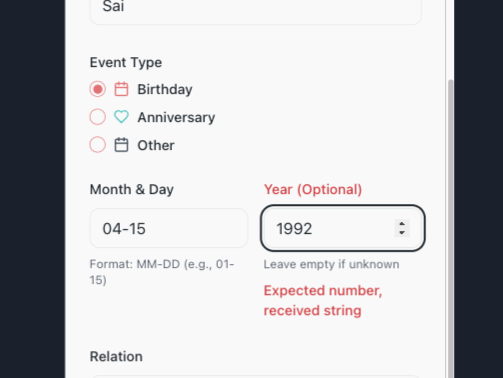 Sai
Event Type
Birthday
Anniversary
Other
Month & Day
Year (Optional)
04-15
1992
Format: MM-DD (e.g., 01-
15)
Leave empty if unknown
Expected number,
received string
Relation